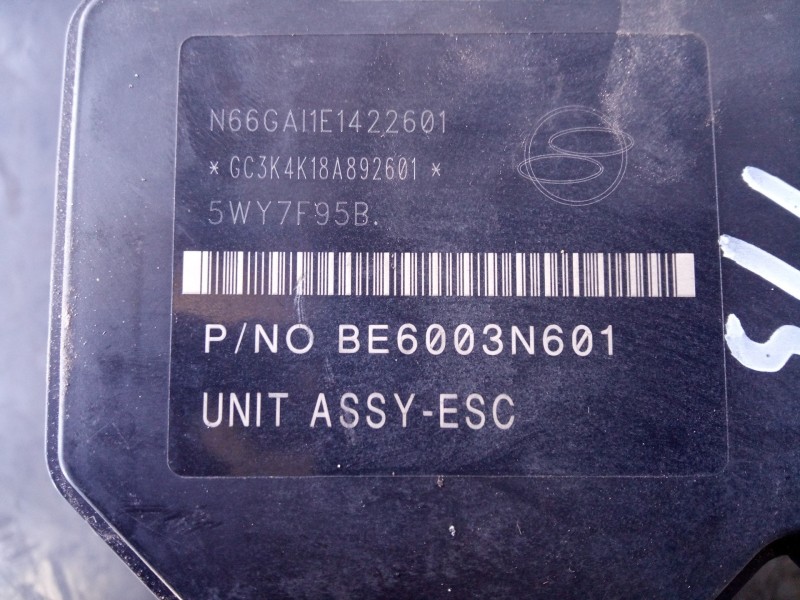 N66GAI1E1422601
* GC3K4K18A892601 *
5WY7F95B.
P/NO BE6003N601
UNIT ASSY-ESC